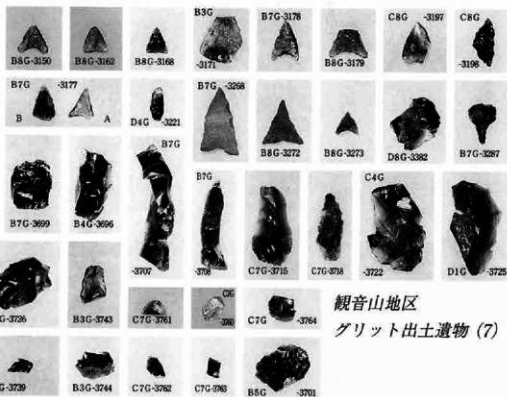 B8G-3150
B8G-3162
B8G-3168
B3G
-3171
B7G-3178
B8G-3179
C8G
-3197
C8G
-3198
B7G
-3177
B
A
D4G
-3221
B7G
-3268
B8G-3272
B8G-3273
D8G-3382
B7G-3287
B7G-3699
B4G-3696
B7G
-3707
B7G
-3708
C7G-3715
C7G-3718
C4G
-3722
D1G
-3725
G-3726
B3G-3743
C7G-3761
C7G
C7G
-3764
観音山地区
グリット出土遺物 (7)
G-3739
B3G-3744
C7G-3762
C7G-3763
B5G
-3701